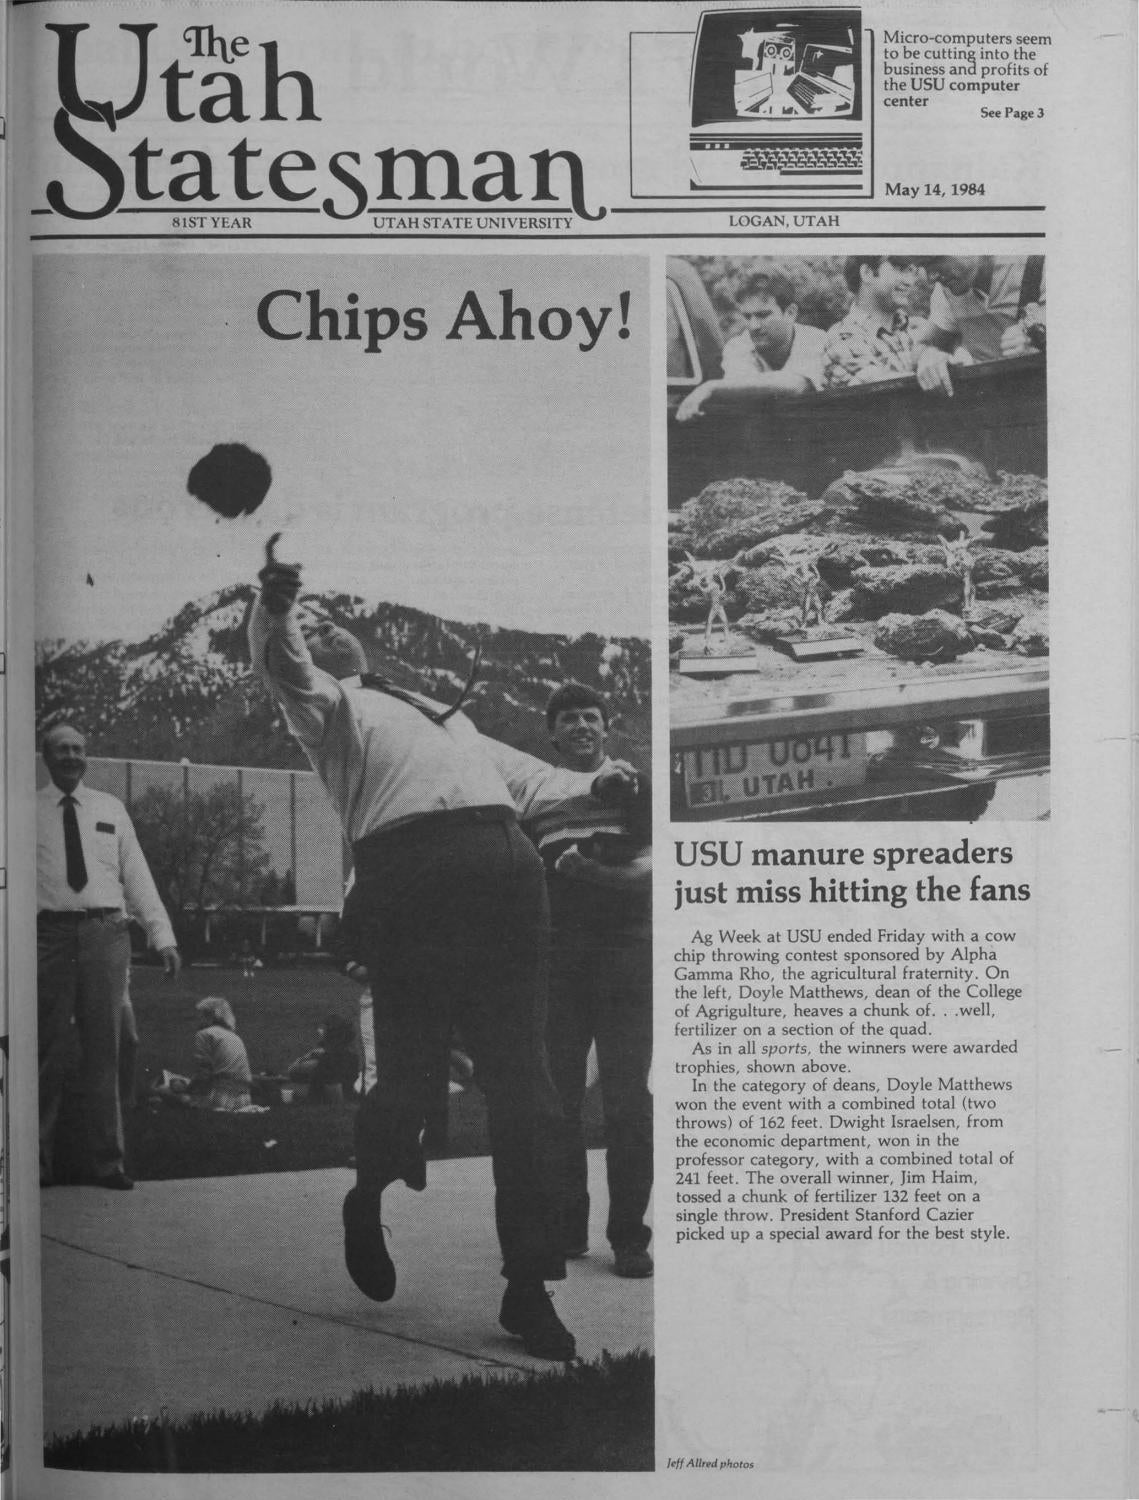 The
Utah
Statesman
Micro-computers seem
to be cutting into the
business and profits of
the USU computer
center
See Page 3
May 14, 1984
81ST YEAR
UTAH STATE UNIVERSITY
LOGAN, UTAH
Chips Ahoy!
UTAH
USU manure spreaders
just miss hitting the fans
Ag Week at USU ended Friday with a cow
chip throwing contest sponsored by Alpha
Gamma Rho, the agricultural fraternity. On
the left, Doyle Matthews, dean of the College
of Agrigulture, heaves a chunk of. . .well,
fertilizer on a section of the quad.
As in all sports, the winners were awarded
trophies, shown above.
In the category of deans, Doyle Matthews
won the event with a combined total (two
throws) of 162 feet. Dwight Israelsen, from
the economic department, won in the
professor category, with a combined total of
241 feet. The overall winner, Jim Haim,
tossed a chunk of fertilizer 132 feet on a
single throw. President Stanford Cazier
picked up a special award for the best style.
Jeff Allred photos